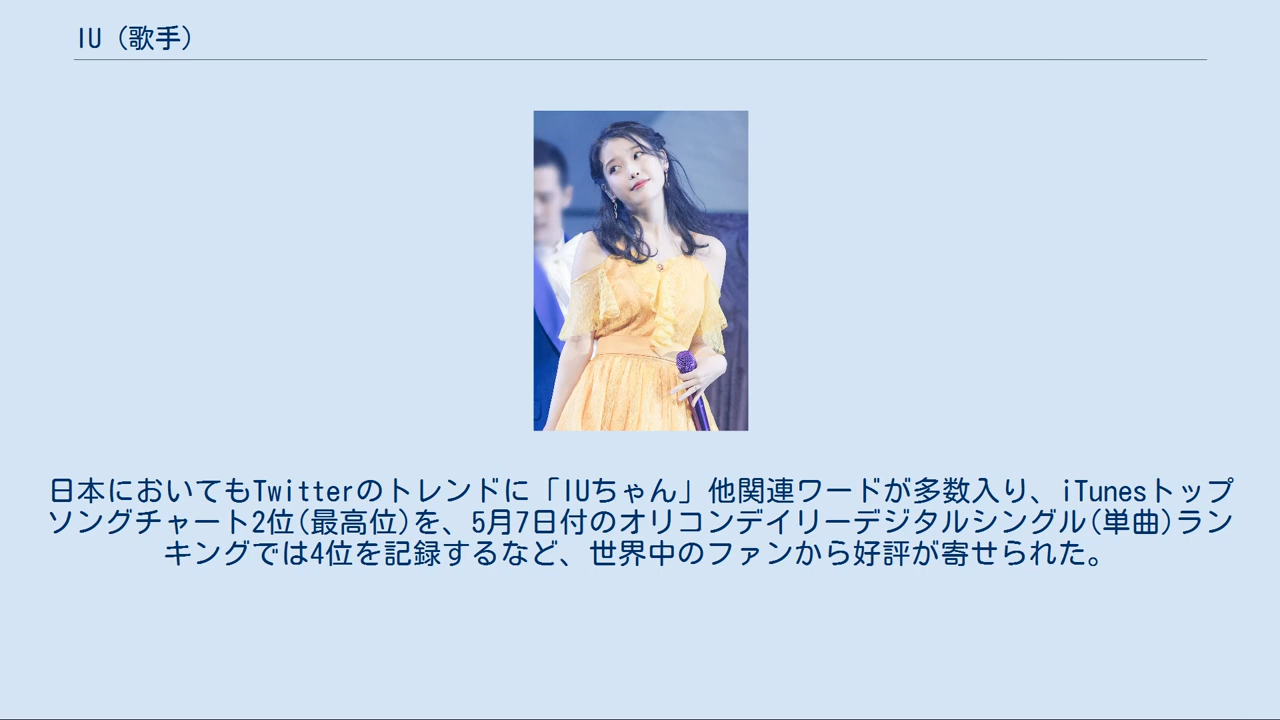 IU（歌手）
日本においてもTwitterのトレンドに「IUちゃん」他関連ワードが多数入り、iTunesトップ
ソングチャート2位(最高位)を、5月7日付のオリコンデイリーデジタルシングル(単曲)ラン
キングでは4位を記録するなど、世界中のファンから好評が寄せられた。